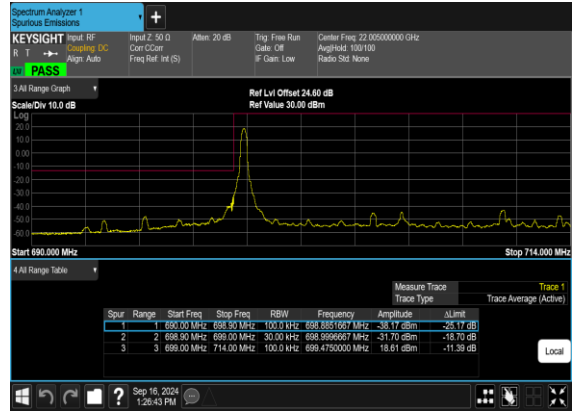 Spectrum Analyzer 1
Spurious Emissions
+
KEYSIGHT Input: RF Input Z: 50 Ω Atten: 20 dB Trig: Free Run Center Freq: 22.005000000 GHz
R T Coupling: DC Corr CCorr Gate: Off Avg|Hold: 100/100
Align: Auto Freq Ref: Int (S) IF Gain: Low Radio Std: None
PASS
3 All Range Graph
Ref Lvl Offset 24.60 dB
Scale/Div 10.0 dB Ref Value 30.00 dBm
Log
20.0
10.0
0.00
-10.0
-20.0
-30.0
-40.0
-50.0
-60.0
Start 690.000 MHz Stop 714.000 MHz
4 All Range Table
Measure Trace Trace 1
Trace Type Trace Average (Active)
Spur Range Start Freq Stop Freq RBW Frequency Amplitude ΔLimit
1 1 690.00 MHz 698.90 MHz 100.0 kHz 698.8851667 MHz -38.17 dBm -25.17 dB
2 2 698.90 MHz 699.00 MHz 30.00 kHz 698.9996667 MHz -31.70 dBm -18.70 dB
3 3 699.00 MHz 714.00 MHz 100.0 kHz 699.4750000 MHz 18.61 dBm -11.39 dB
Local
? Sep 16, 2024
1:26:43 PM